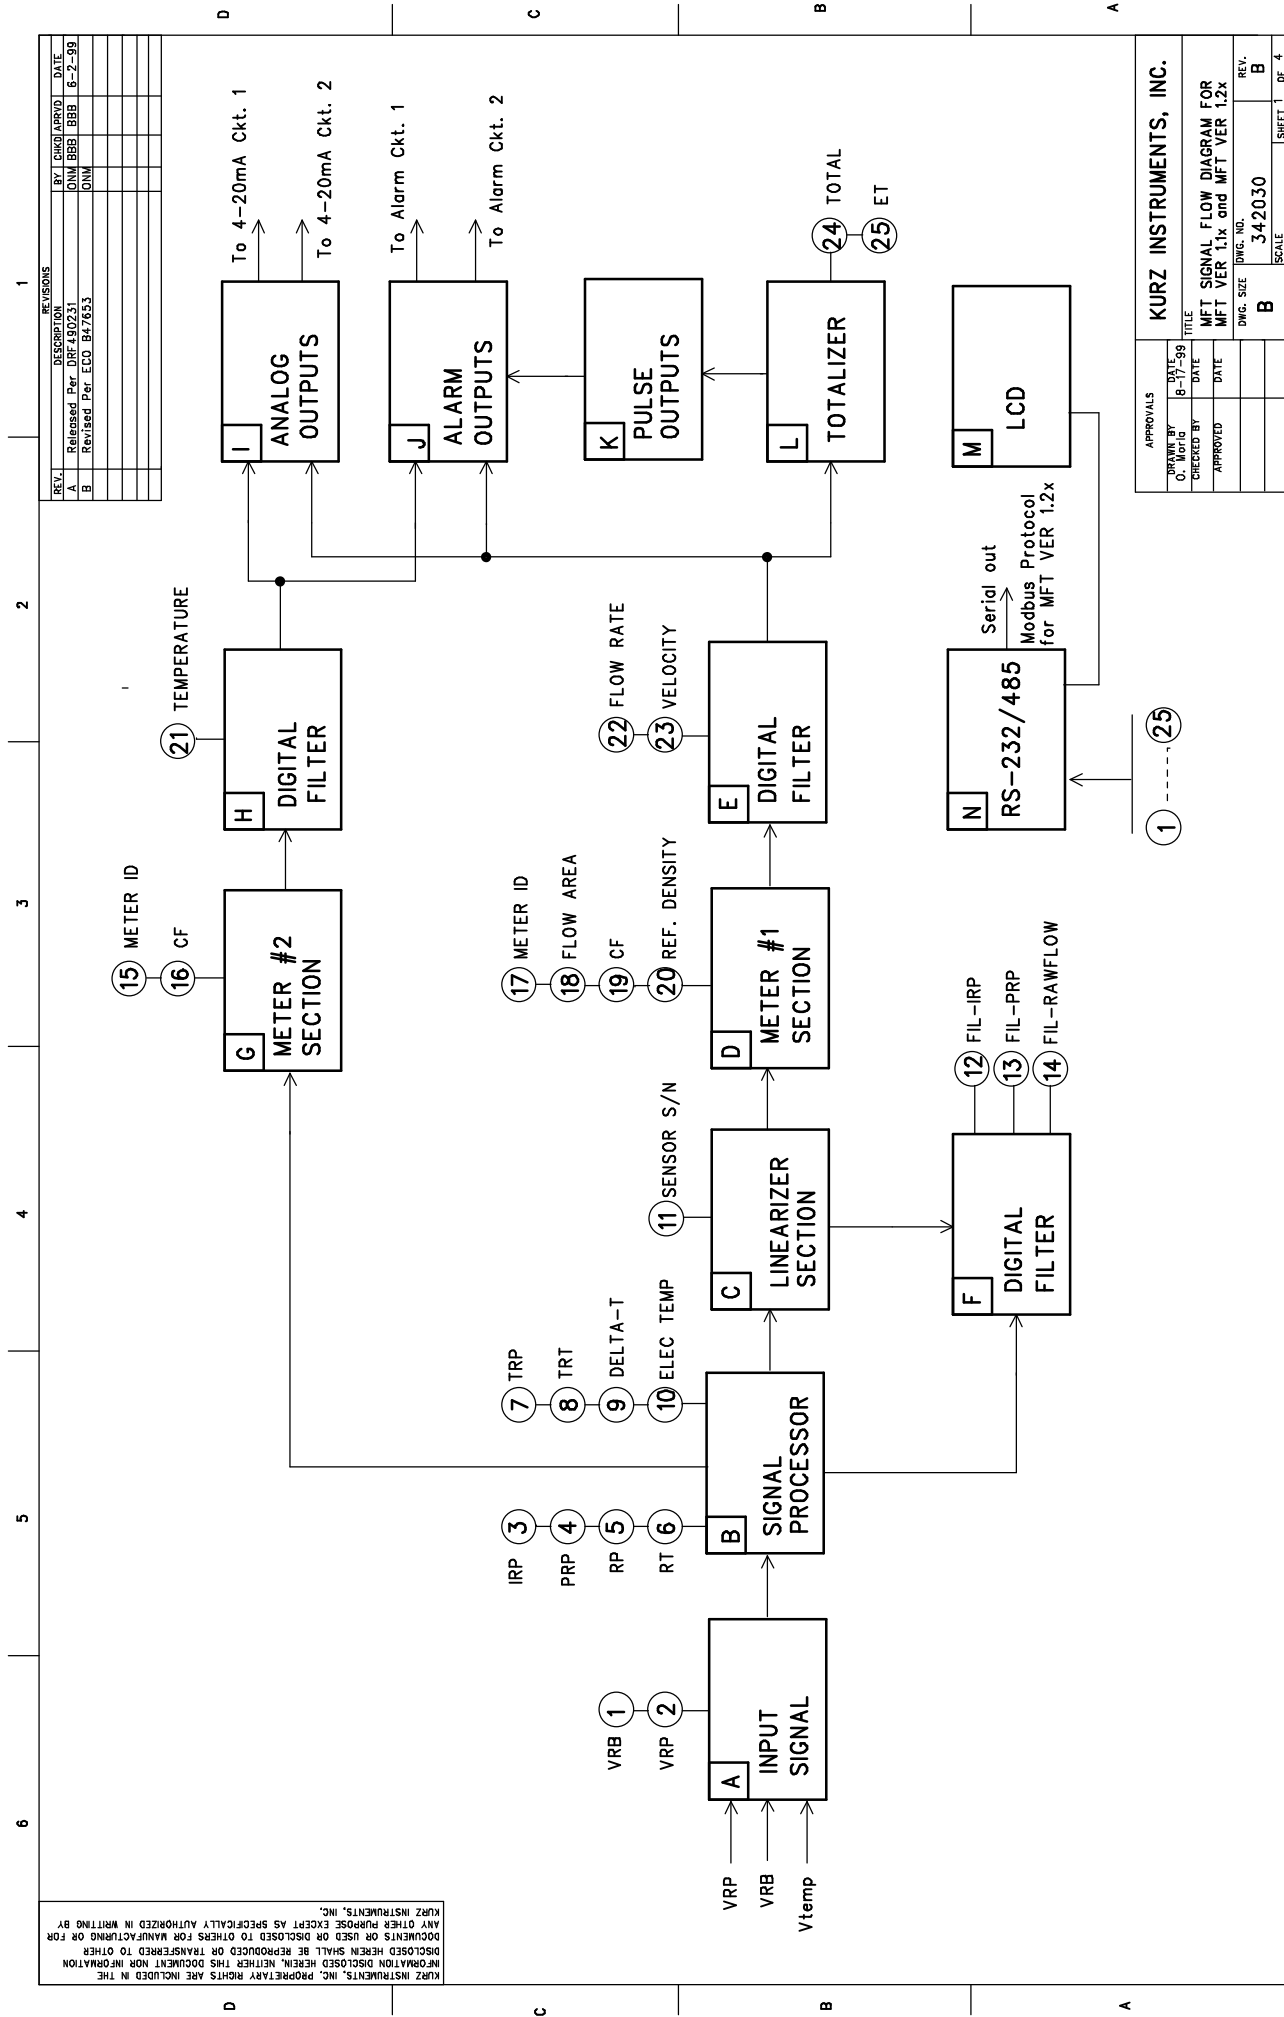 6
5
4
3
2
1
D
C
B
A
D
C
B
A
KURZ INSTRUMENTS, INC. PROPRIETARY RIGHTS ARE INCLUDED IN THE
INFORMATION DISCLOSED HEREIN. NEITHER THIS DOCUMENT NOR INFORMATION
DISCLOSED HEREIN SHALL BE REPRODUCED OR TRANSFERRED TO OTHER
DOCUMENTS OR USED OR DISCLOSED TO OTHERS FOR MANUFACTURING OR FOR
ANY OTHER PURPOSE EXCEPT AS SPECIFICALLY AUTHORIZED IN WRITING BY
KURZ INSTRUMENTS, INC.
REVISIONS
REV. DESCRIPTION BY CHKD APRVD DATE
A Released Per DRF490231 ONM BBB BBB 6-2-99
B Revised Per ECO B47653 ONM
15 METER ID
16 CF
G
METER #2
SECTION
21 TEMPERATURE
H
DIGITAL
FILTER
I
ANALOG
OUTPUTS
To 4-20mA Ckt. 1
To 4-20mA Ckt. 2
J
ALARM
OUTPUTS
To Alarm Ckt. 1
To Alarm Ckt. 2
K
PULSE
OUTPUTS
L
TOTALIZER
24 TOTAL
25 ET
VRP
VRB
Vtemp
VRB 1
VRP 2
A
INPUT
SIGNAL
IRP 3
PRP 4
RP 5
RT 6
7 TRP
8 TRT
9 DELTA-T
10 ELEC TEMP
B
SIGNAL
PROCESSOR
11 SENSOR S/N
C
LINEARIZER
SECTION
17 METER ID
18 FLOW AREA
19 CF
20 REF. DENSITY
D
METER #1
SECTION
22 FLOW RATE
23 VELOCITY
E
DIGITAL
FILTER
12 FIL-IRP
13 FIL-PRP
14 FIL-RAWFLOW
F
DIGITAL
FILTER
N
RS-232/485
Serial out
Modbus Protocol
for MFT VER 1.2x
1 ----- 25
M
LCD
APPROVALS
DRAWN BY DATE
O. Moria 8-17-99
CHECKED BY DATE
APPROVED DATE
KURZ INSTRUMENTS, INC.
TITLE
MFT SIGNAL FLOW DIAGRAM FOR
MFT VER 1.1x and MFT VER 1.2x
DWG. SIZE DWG. NO. REV.
B 342030 B
SCALE SHEET 1 OF 4